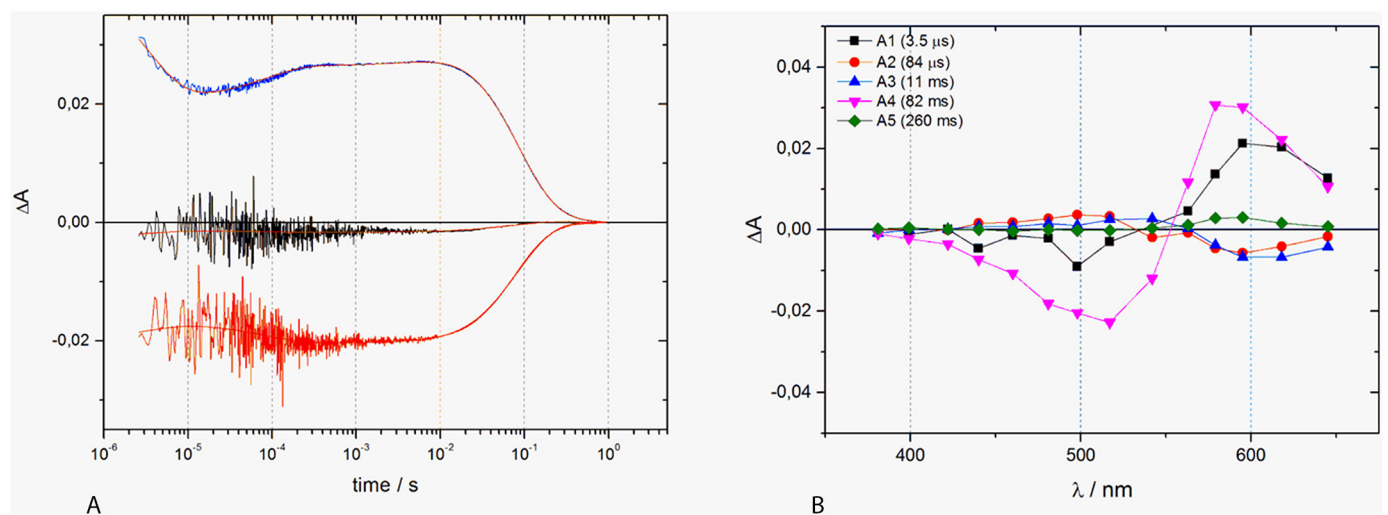 ΔA
0,02
0,00
-0,02
10⁻⁶
10⁻⁵
10⁻⁴
10⁻³
10⁻²
10⁻¹
10⁰
time / s
A
ΔA
0,04
0,02
0,00
-0,02
-0,04
A1 (3.5 μs)
A2 (84 μs)
A3 (11 ms)
A4 (82 ms)
A5 (260 ms)
400
500
600
λ / nm
B